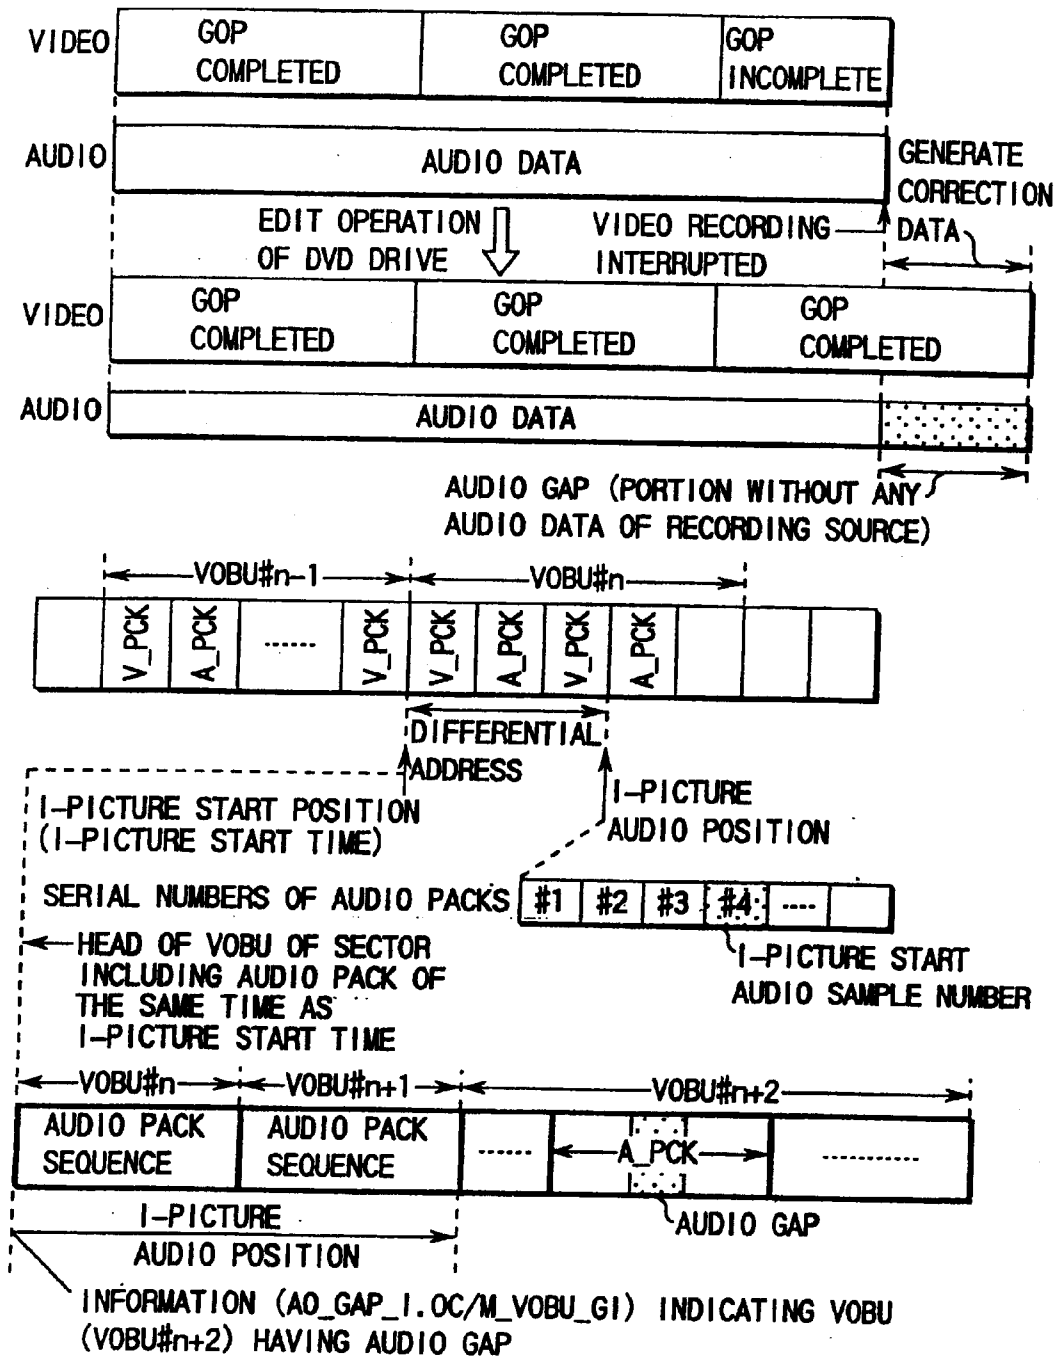 VIDEO
GOP
COMPLETED
GOP
COMPLETED
GOP
INCOMPLETE
AUDIO
AUDIO DATA
GENERATE
CORRECTION
DATA
EDIT OPERATION
OF DVD DRIVE
VIDEO RECORDING
INTERRUPTED
VIDEO
GOP
COMPLETED
GOP
COMPLETED
GOP
COMPLETED
AUDIO
AUDIO DATA
AUDIO GAP (PORTION WITHOUT ANY
AUDIO DATA OF RECORDING SOURCE)
VOBU#n-1
VOBU#n
V_PCK
A_PCK
------
V_PCK
V_PCK
A_PCK
V_PCK
A_PCK
DIFFERENTIAL
ADDRESS
I-PICTURE START POSITION
(I-PICTURE START TIME)
I-PICTURE
AUDIO POSITION
SERIAL NUMBERS OF AUDIO PACKS
#1
#2
#3
#4
----
I-PICTURE START
AUDIO SAMPLE NUMBER
HEAD OF VOBU OF SECTOR
INCLUDING AUDIO PACK OF
THE SAME TIME AS
I-PICTURE START TIME
VOBU#n
VOBU#n+1
VOBU#n+2
AUDIO PACK
SEQUENCE
AUDIO PACK
SEQUENCE
------
A_PCK
-----------
AUDIO GAP
I-PICTURE
AUDIO POSITION
INFORMATION (A0_GAP_I.OC/M_VOBU_GI) INDICATING VOBU
(VOBU#n+2) HAVING AUDIO GAP